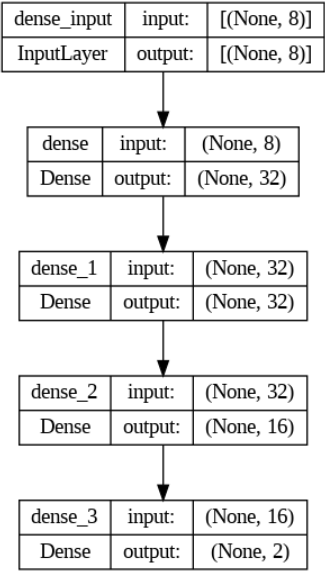 dense_input input: [(None, 8)]
InputLayer output: [(None, 8)]
dense input: (None, 8)
Dense output: (None, 32)
dense_1 input: (None, 32)
Dense output: (None, 32)
dense_2 input: (None, 32)
Dense output: (None, 16)
dense_3 input: (None, 16)
Dense output: (None, 2)